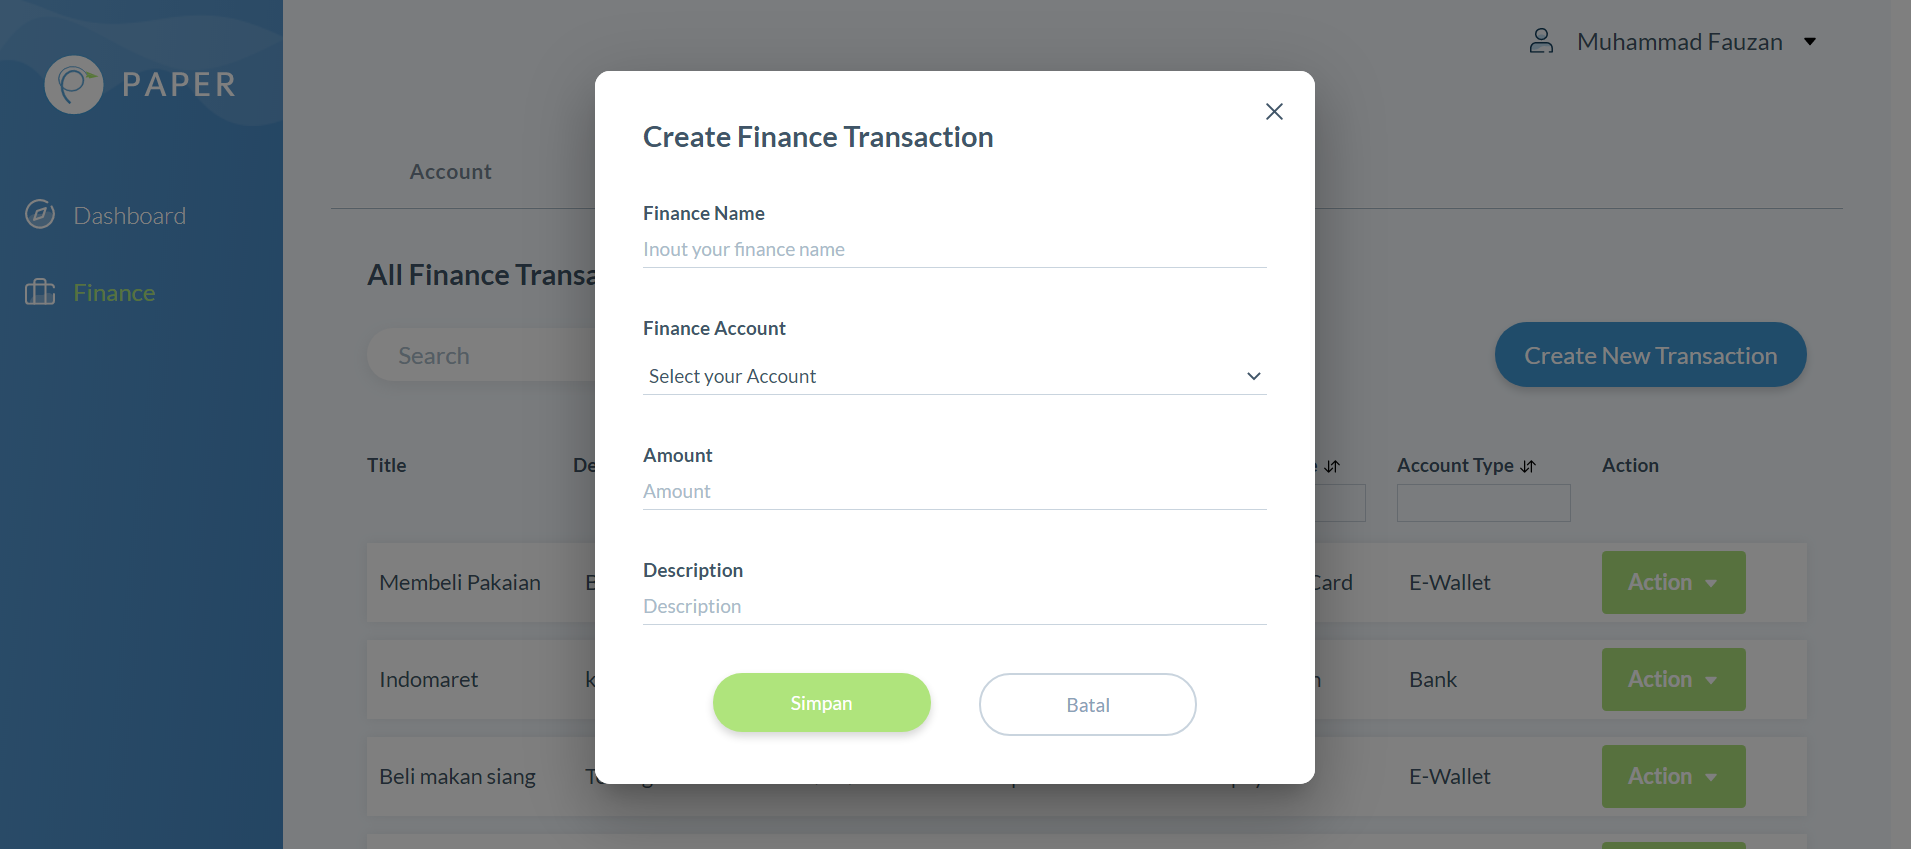 PAPER
Dashboard
Finance
Muhammad Fauzan
Account
All Finance
Search
Create New Transaction
Title
Account Type
Action
Membeli Pakaian
Card
E-Wallet
Action
Indomaret
Bank
Action
Beli makan siang
E-Wallet
Action
Create Finance Transaction
Finance Name
Inout your finance name
Finance Account
Select your Account
Amount
Amount
Description
Description
Simpan
Batal